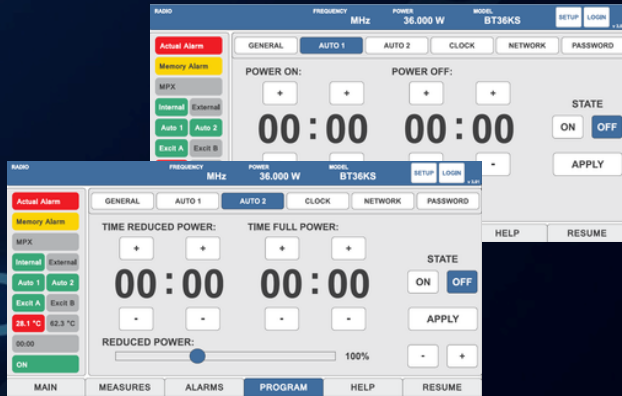 RADIO FREQUENCY POWER MODEL
MHz 36.000 W BT36KS SETUP LOGIN
Actual Alarm GENERAL AUTO 1 AUTO 2 CLOCK NETWORK PASSWORD
Memory Alarm POWER ON: POWER OFF:
MPX + + + +
Internal External STATE
Auto 1 Auto 2 00 : 00 00 : 00 ON OFF
Excit A Excit B
- APPLY
HELP RESUME
RADIO FREQUENCY POWER MODEL
MHz 36.000 W BT36KS SETUP LOGIN
Actual Alarm GENERAL AUTO 1 AUTO 2 CLOCK NETWORK PASSWORD
Memory Alarm TIME REDUCED POWER: TIME FULL POWER:
MPX + + + +
Internal External STATE
Auto 1 Auto 2 00 : 00 00 : 00 ON OFF
Excit A Excit B
28.1 °C 62.3 °C - - - - APPLY
00:00 REDUCED POWER:
ON 100% - +
MAIN MEASURES ALARMS PROGRAM HELP RESUME